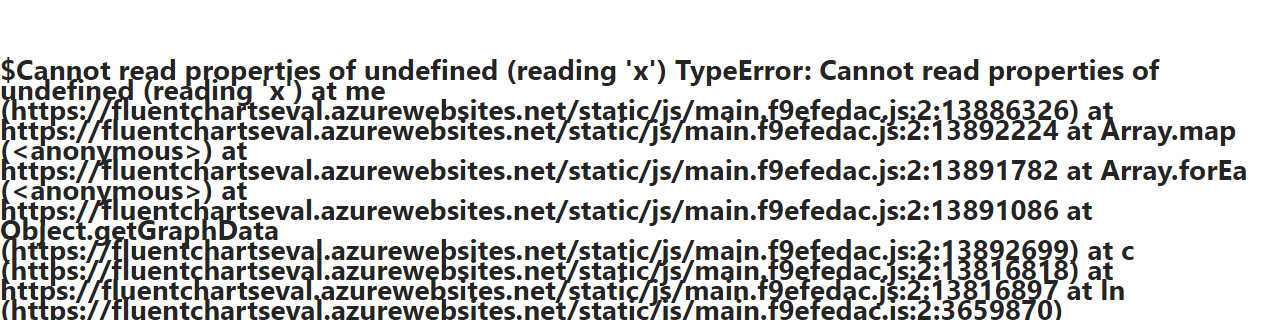 $Cannot read properties of undefined (reading 'x') TypeError: Cannot read properties of
undefined (reading 'x') at me
(https://fluentchartseval.azurewebsites.net/static/js/main.f9efedac.js:2:13886326) at
https://fluentchartseval.azurewebsites.net/static/js/main.f9efedac.js:2:13892224 at Array.map
(<anonymous>) at
https://fluentchartseval.azurewebsites.net/static/js/main.f9efedac.js:2:13891782 at Array.forEa
(<anonymous>) at
https://fluentchartseval.azurewebsites.net/static/js/main.f9efedac.js:2:13891086 at
Object.getGraphData
(https://fluentchartseval.azurewebsites.net/static/js/main.f9efedac.js:2:13892699) at c
(https://fluentchartseval.azurewebsites.net/static/js/main.f9efedac.js:2:13816818) at
https://fluentchartseval.azurewebsites.net/static/js/main.f9efedac.js:2:13816897 at ln
(https://fluentchartseval.azurewebsites.net/static/js/main.f9efedac.js:2:3659870)